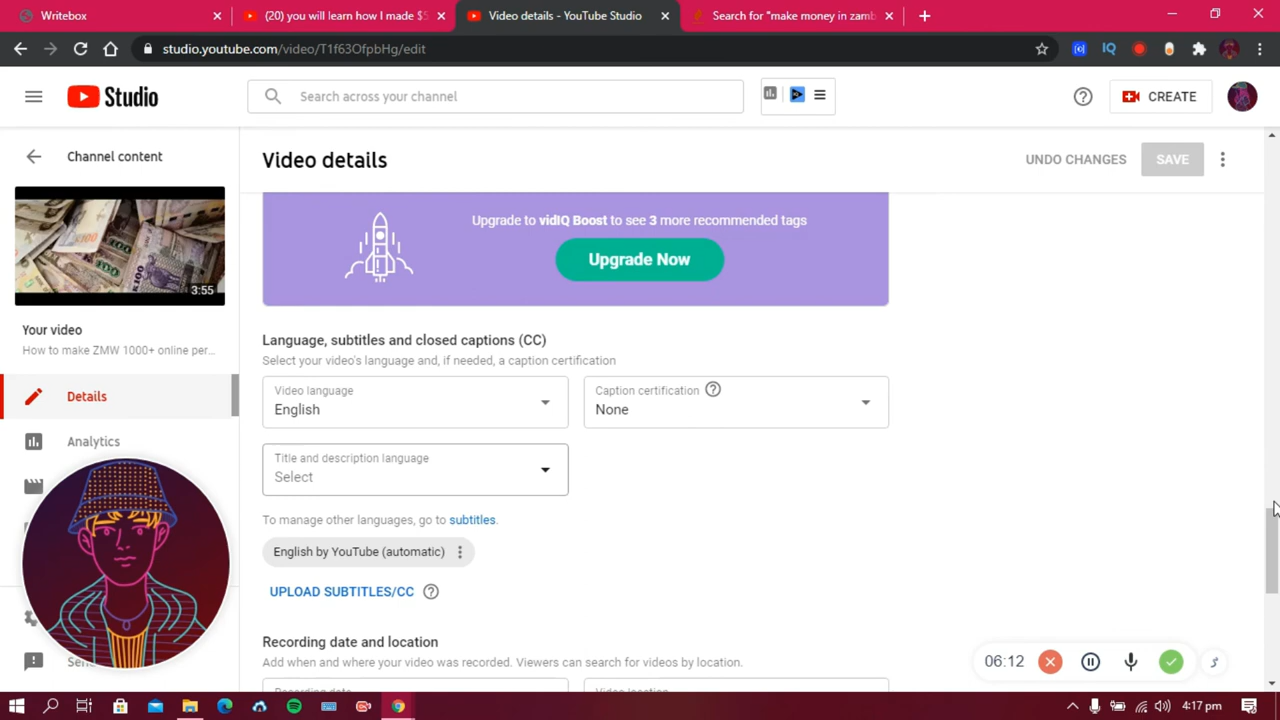 Writebox
(20) you will learn how I made $5
Video details - YouTube Studio
Search for "make money in zamb
studio.youtube.com/video/T1f63OfpbHg/edit
IQ
Studio
Search across your channel
CREATE
Channel content
Video details
UNDO CHANGES
SAVE
Upgrade to vidIQ Boost to see 3 more recommended tags
Upgrade Now
3:55
Your video
How to make ZMW 1000+ online per...
Language, subtitles and closed captions (CC)
Select your video's language and, if needed, a caption certification
Details
Video language
English
Caption certification
None
Analytics
Title and description language
Select
To manage other languages, go to subtitles.
English by YouTube (automatic)
UPLOAD SUBTITLES/CC
Recording date and location
Add when and where your video was recorded. Viewers can search for videos by location.
Recording date
Video location
06:12
4:17 pm